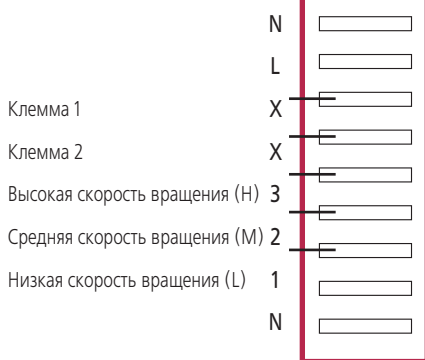 N
L
Клемма 1 X
Клемма 2 X
Высокая скорость вращения (H) 3
Средняя скорость вращения (M) 2
Низкая скорость вращения (L) 1
N